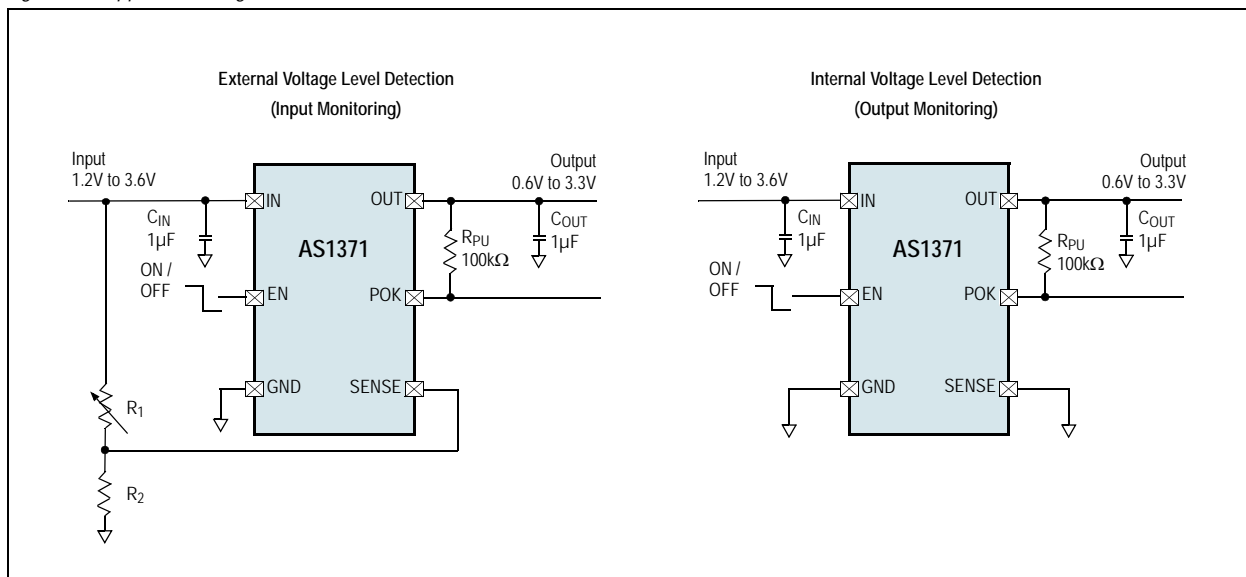 External Voltage Level Detection
(Input Monitoring)
Input
1.2V to 3.6V
Output
0.6V to 3.3V
CIN
1µF
IN
OUT
COUT
1µF
RPU
100kΩ
AS1371
ON /
OFF
EN
POK
GND
SENSE
R1
R2
Internal Voltage Level Detection
(Output Monitoring)
Input
1.2V to 3.6V
Output
0.6V to 3.3V
CIN
1µF
IN
OUT
COUT
1µF
RPU
100kΩ
AS1371
ON /
OFF
EN
POK
GND
SENSE